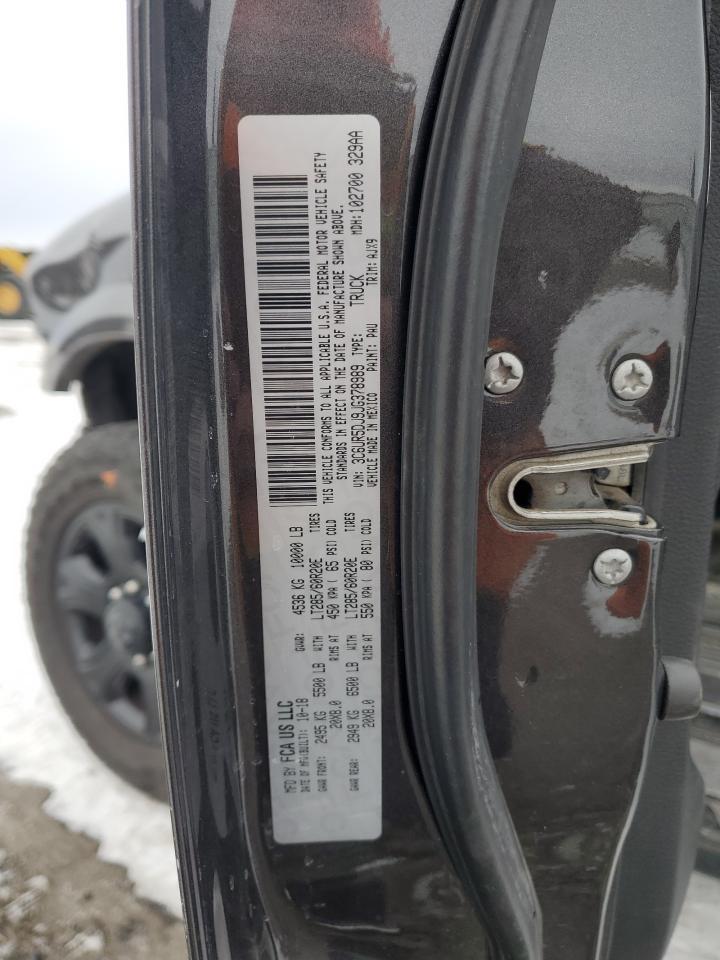 MFD BY FCA US LLC
DATE OF MFG(BUILT): 10-18 GVWR: 4536 KG 10000 LB
GAWR FRONT: 2495 KG 5500 LB WITH LT285/60R20E TIRES
20X8.0 RIMS AT 450 KPA ( 65 PSI) COLD
GAWR REAR: 2949 KG 6500 LB WITH LT285/60R20E TIRES
20X8.0 RIMS AT 550 KPA ( 80 PSI) COLD
THIS VEHICLE CONFORMS TO ALL APPLICABLE U.S.A. FEDERAL MOTOR VEHICLE SAFETY
STANDARDS IN EFFECT ON THE DATE OF MANUFACTURE SHOWN ABOVE.
VIN: 3C6UR5DJ9JG378989 TYPE: TRUCK MDH:102700 329AA
VEHICLE MADE IN MEXICO PAINT: PAU TRIM: AJX9